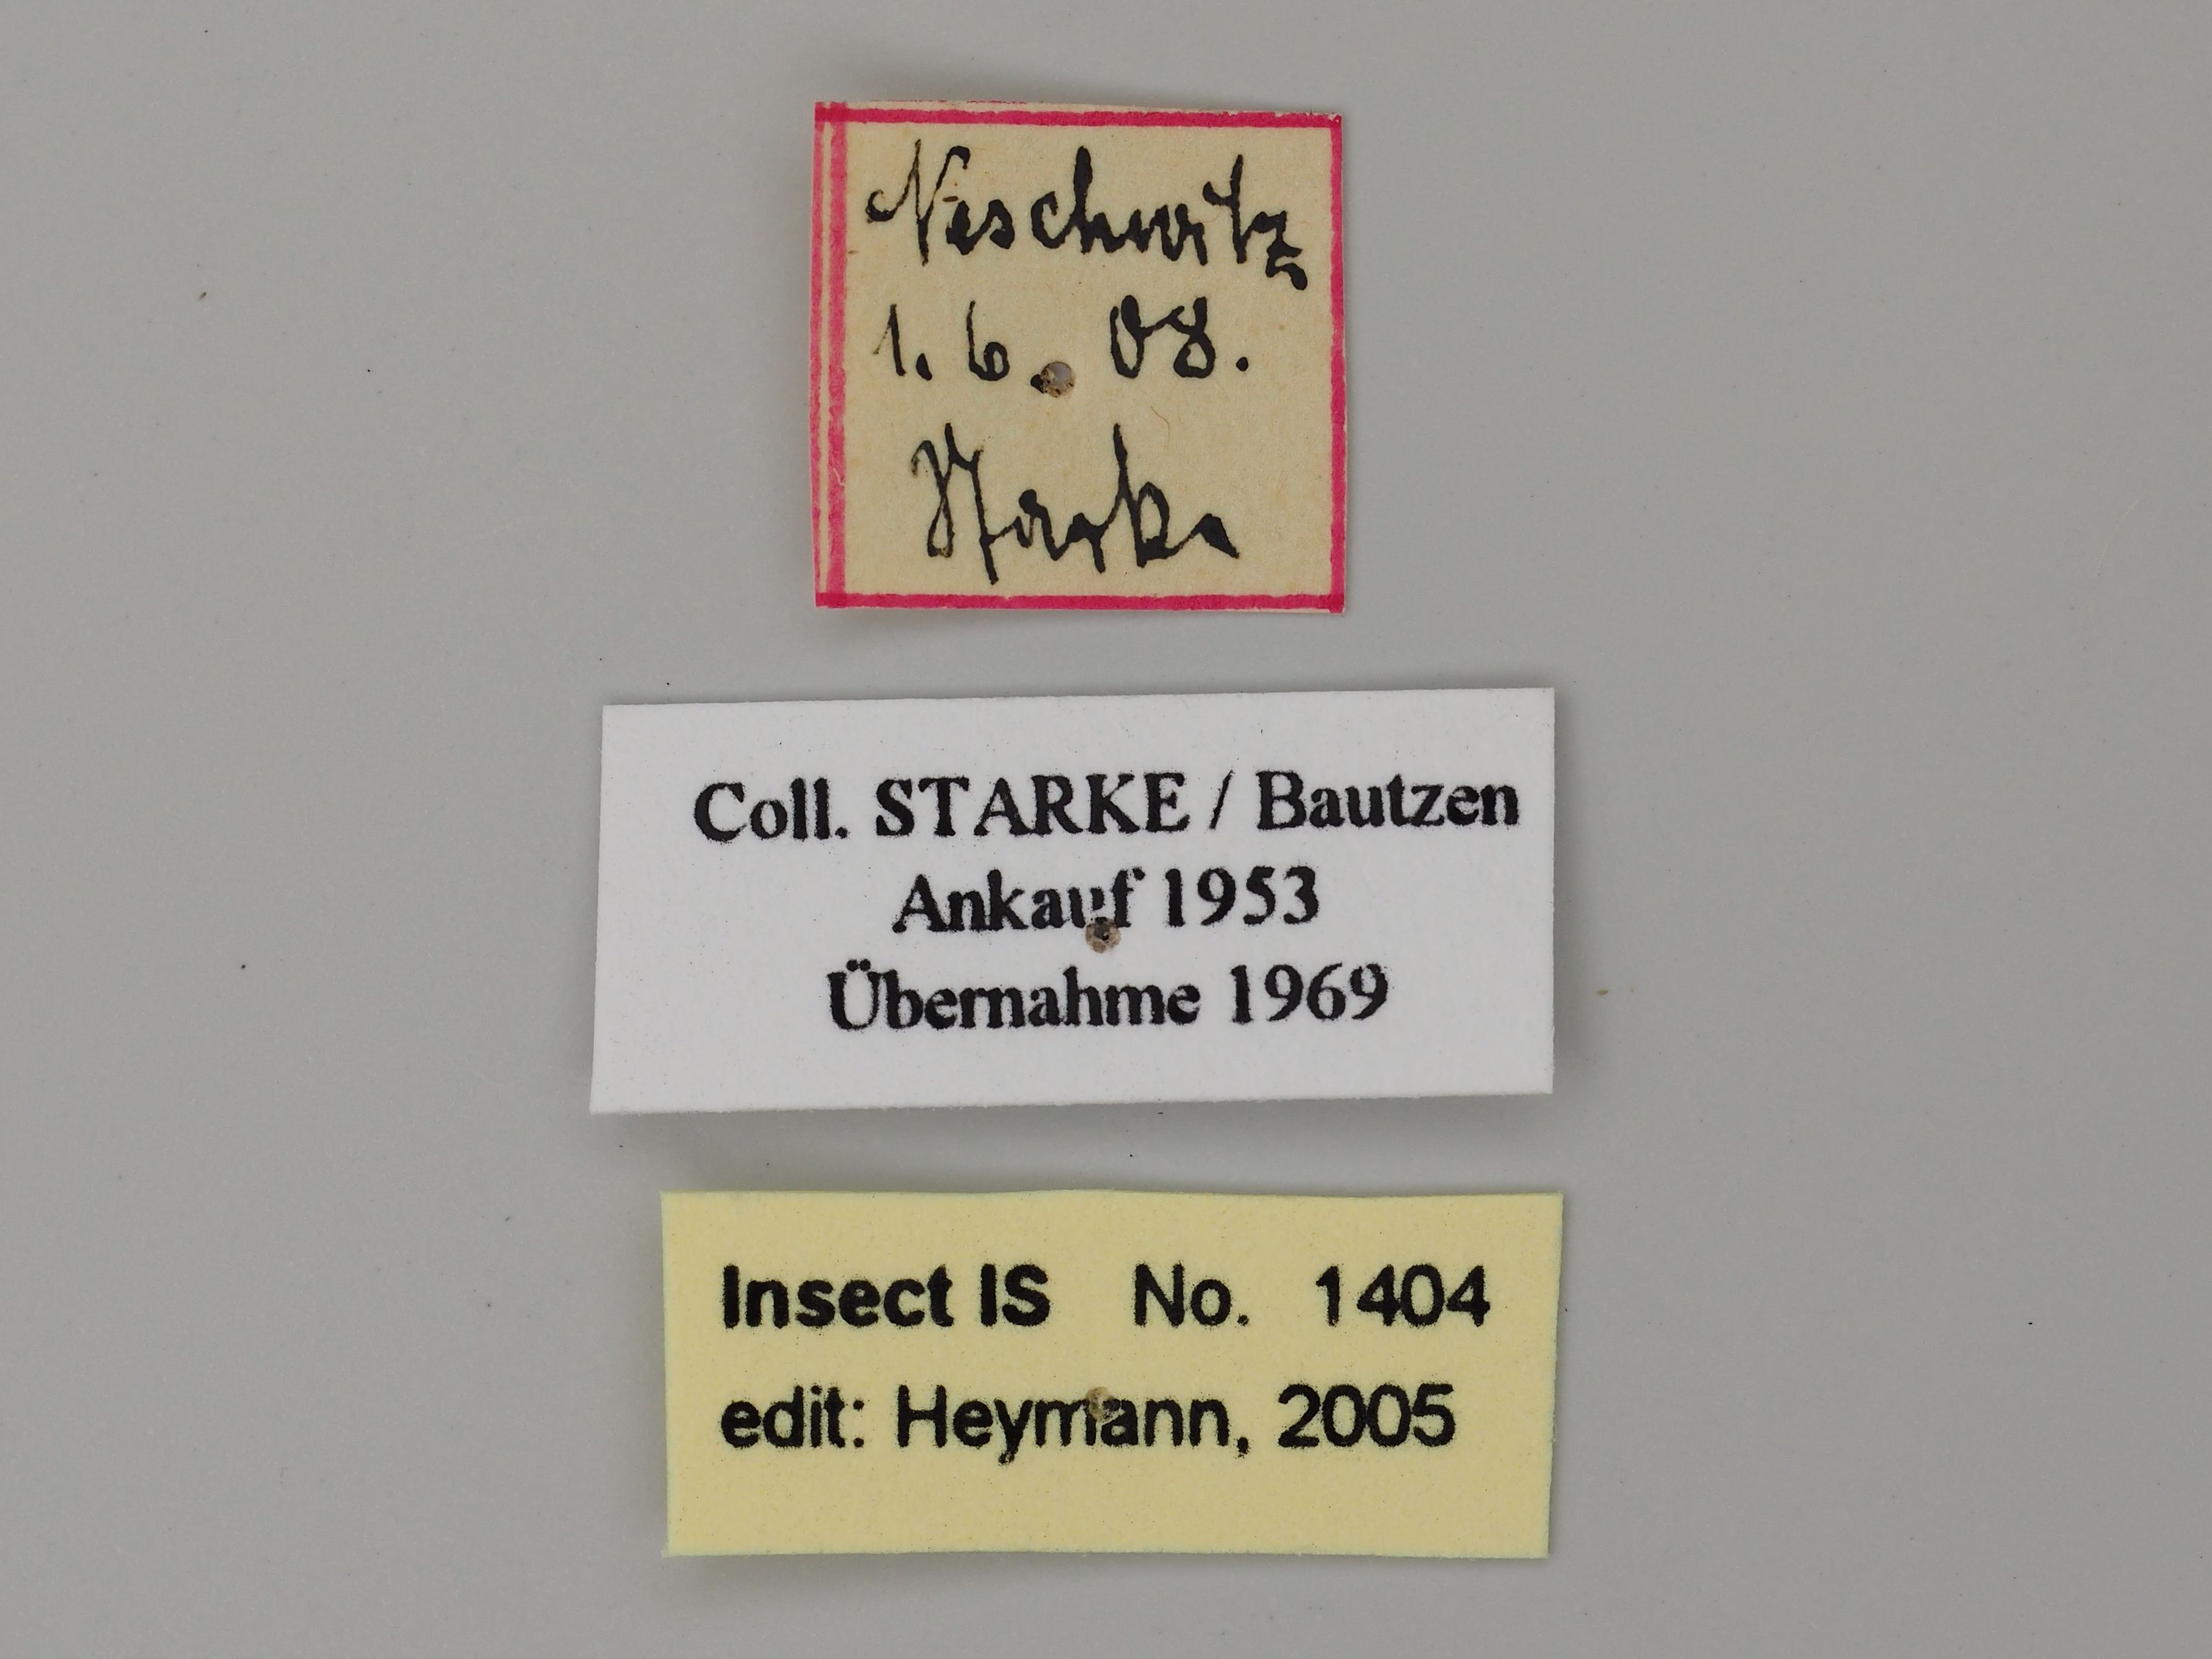 Neschwitz
1. 6. 08.
Starke
Coll. STARKE / Bautzen
Ankauf 1953
Übernahme 1969
Insect IS No. 1404
edit: Heymann, 2005